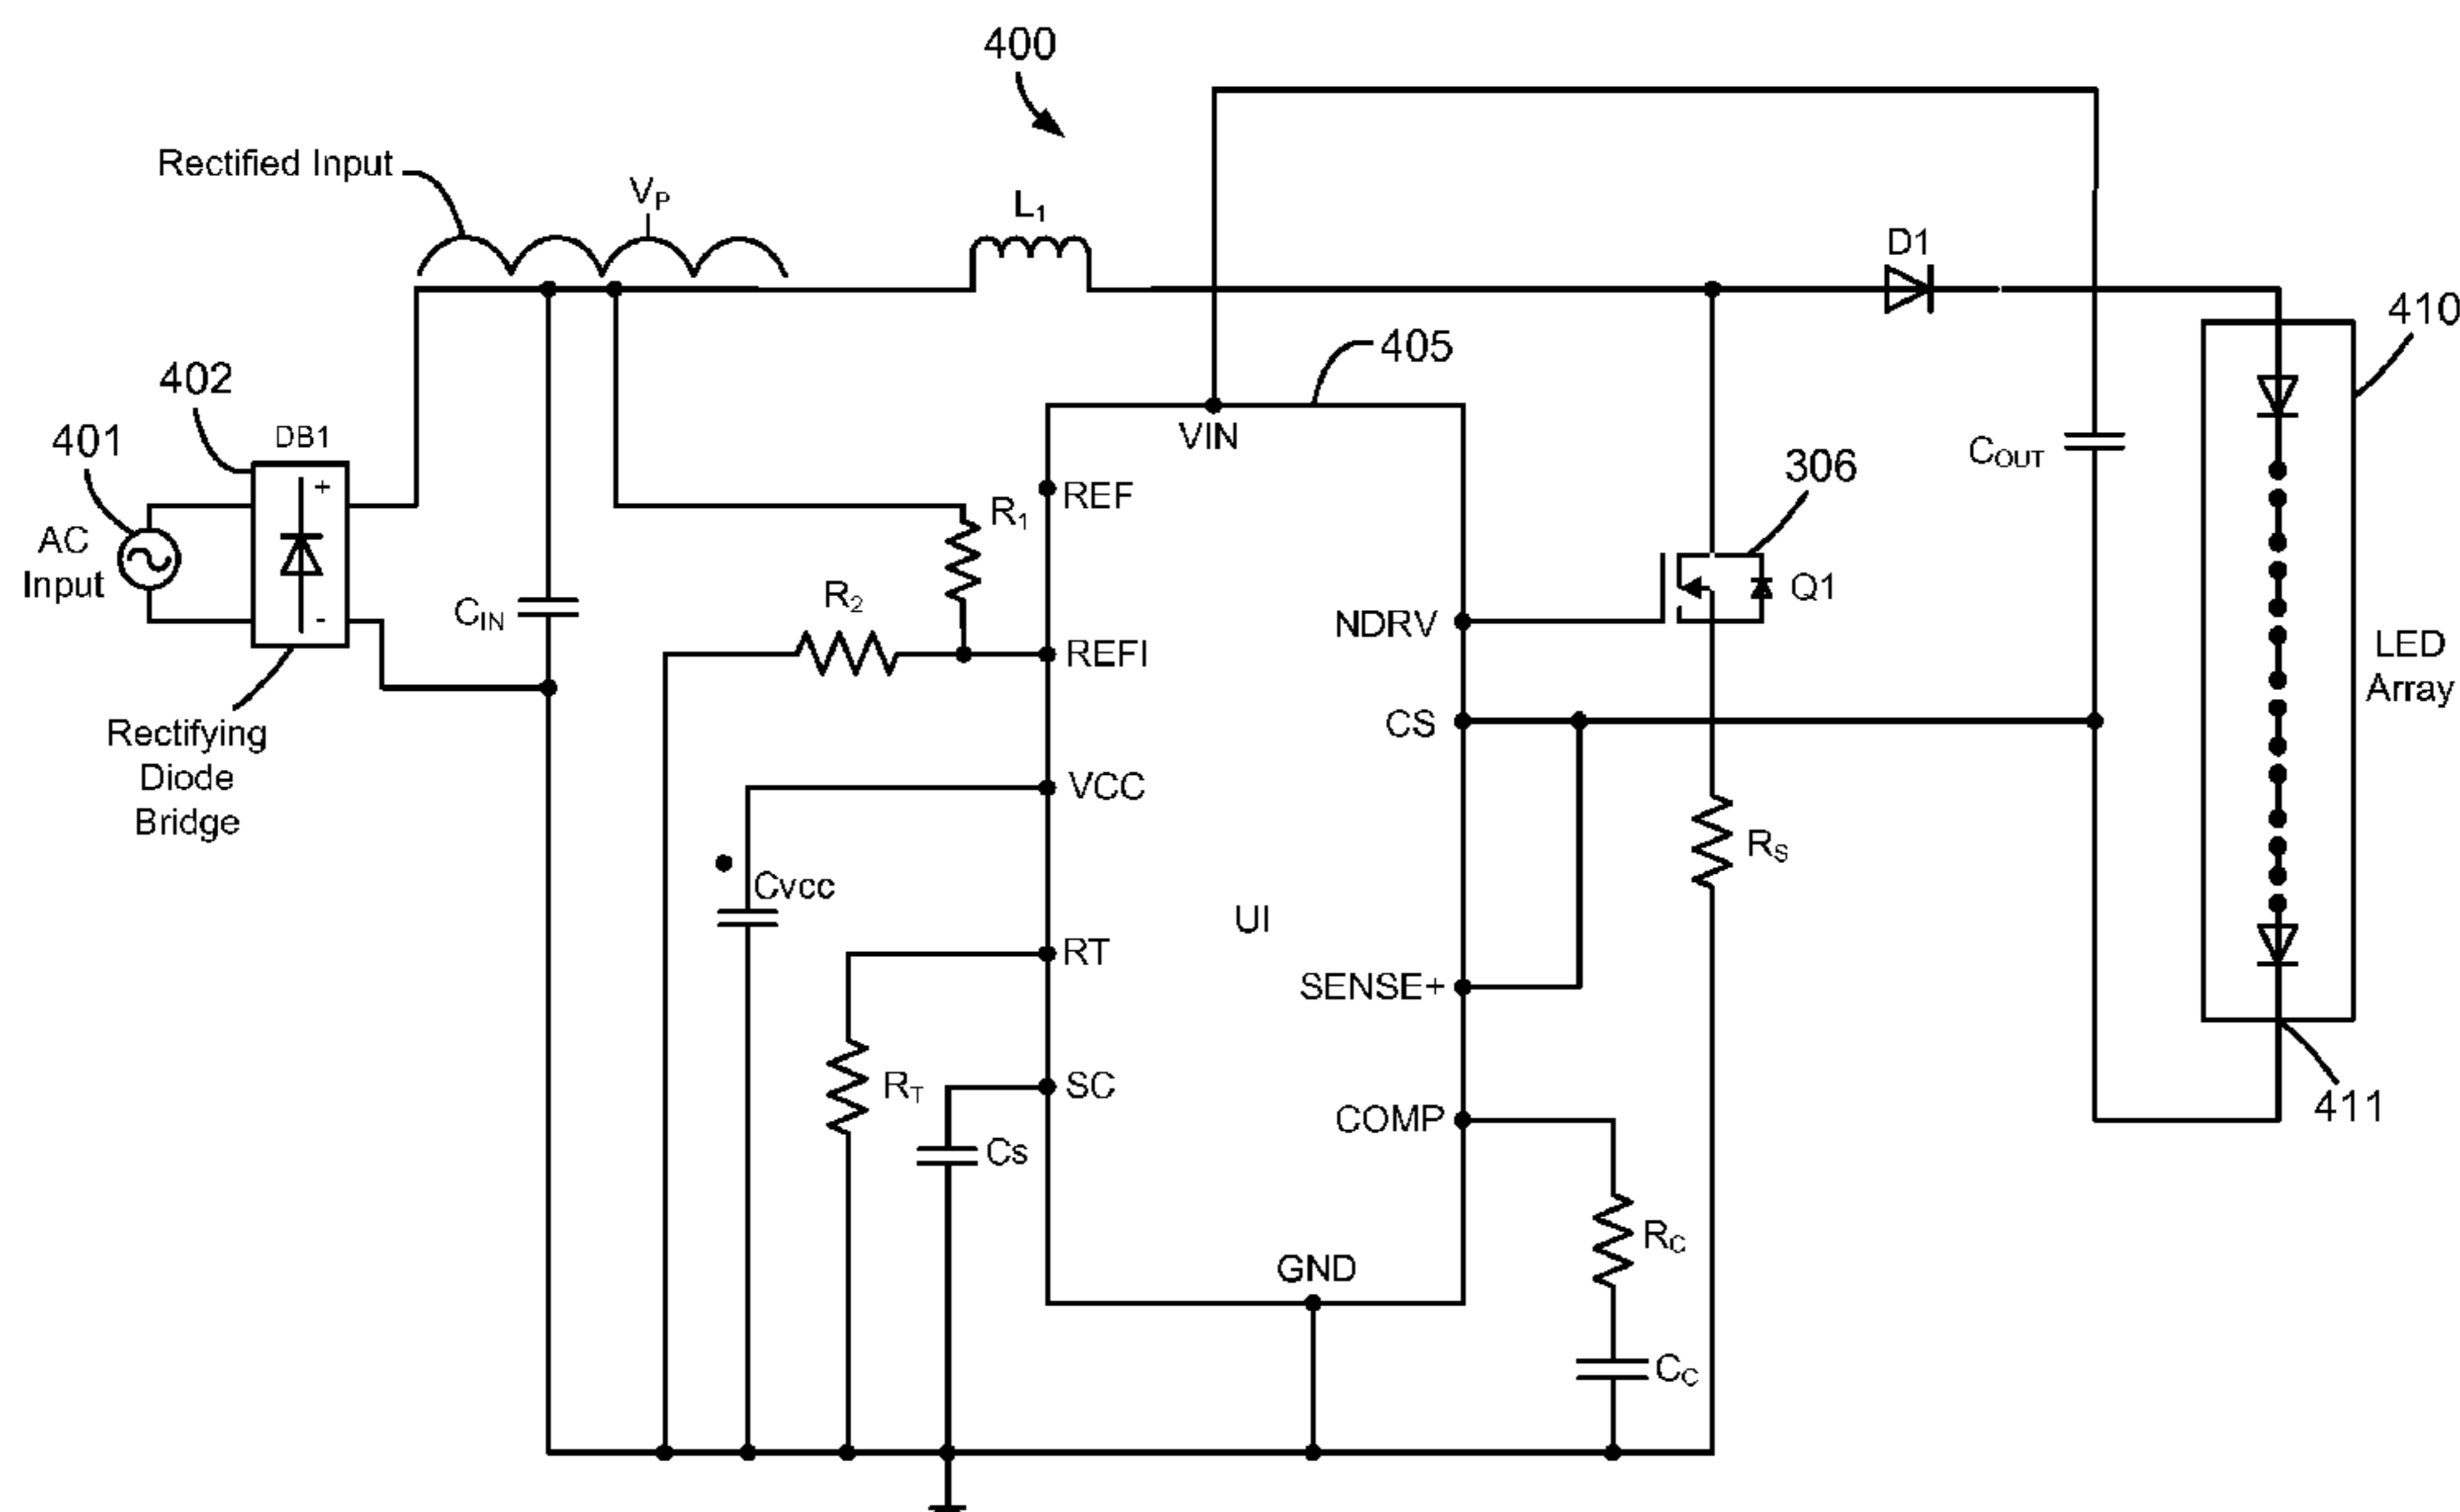 400
Rectified Input
VP
L1
D1
410
405
402
401
DB1
+
-
AC
Input
VIN
COUT
306
REF
R1
R2
CIN
NDRV
Q1
REFI
LED
Array
CS
Rectifying
Diode
Bridge
VCC
RS
Cvcc
UI
RT
SENSE+
RT
SC
COMP
411
Cs
RC
GND
CC